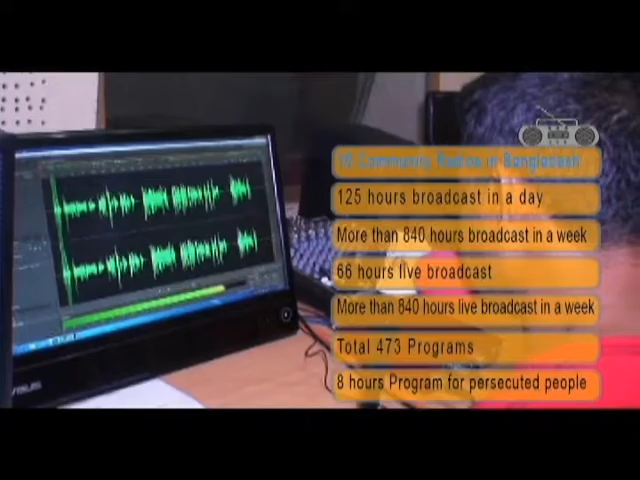 Community Radios in Bangladesh
125 hours broadcast in a day
More than 840 hours broadcast in a week
66 hours live broadcast
More than 840 hours live broadcast in a week
Total 473 Programs
8 hours Program for persecuted people
ASUS